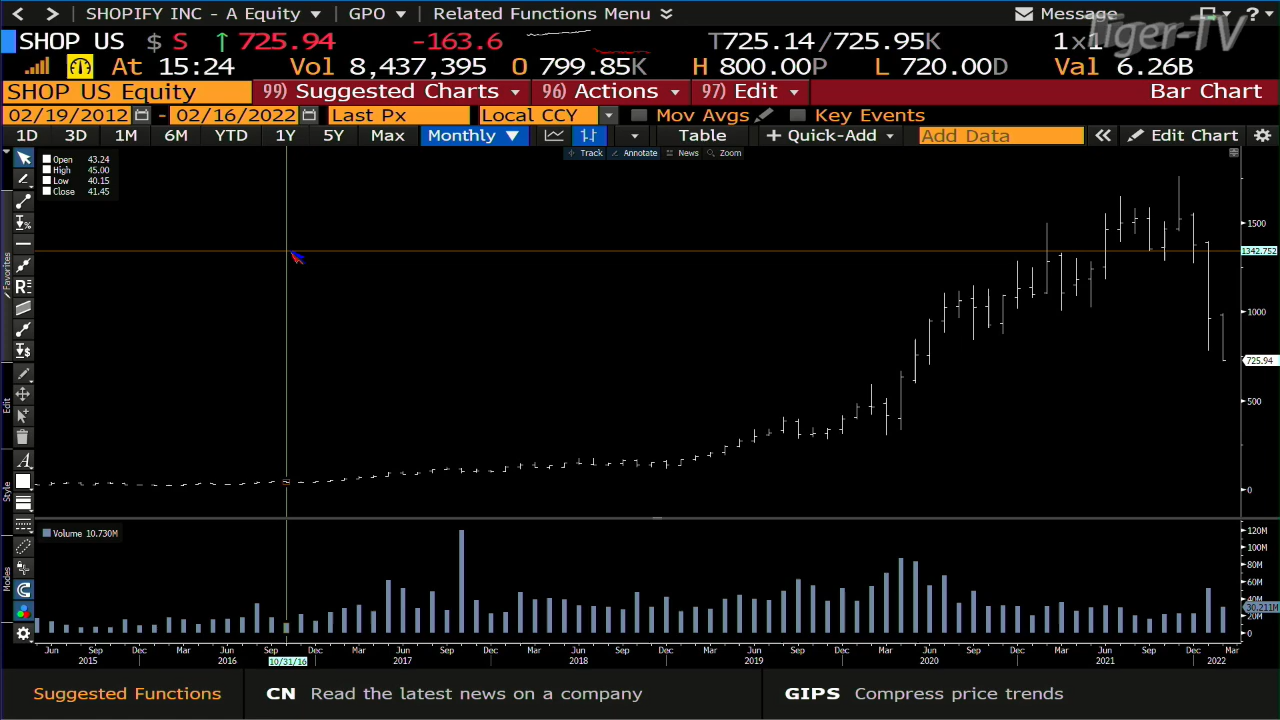 SHOPIFY INC - A Equity GPO Related Functions Menu Message ?
Tiger-TV
SHOP US $ S ↑ 725.94 -163.6 T725.14/725.95K 1x1
At 15:24 Vol 8,437,395 O 799.85K H 800.00P L 720.00D Val 6.26B
SHOP US Equity 99) Suggested Charts 96) Actions 97) Edit Bar Chart
02/19/2012 - 02/16/2022 Last Px Local CCY Mov Avgs Key Events
1D 3D 1M 6M YTD 1Y 5Y Max Monthly ▼ Table + Quick-Add Add Data « Edit Chart
Track Annotate News Zoom
Open 43.24
High 45.00
Low 40.15
Close 41.45
1500
1342.752
1000
725.94
500
0
Favorites
Edit
Style
Modes
Volume 10.730M
120M
100M
80M
60M
40M
30.211M
20M
0
Jun Sep Dec Mar Jun Sep Dec Mar Jun Sep Dec Mar Jun Sep Dec Mar Jun Sep Dec Mar Jun Sep Dec Mar Jun Sep Dec Mar
2015 2016 10/31/16 2017 2018 2019 2020 2021 2022
Suggested Functions CN Read the latest news on a company GIPS Compress price trends